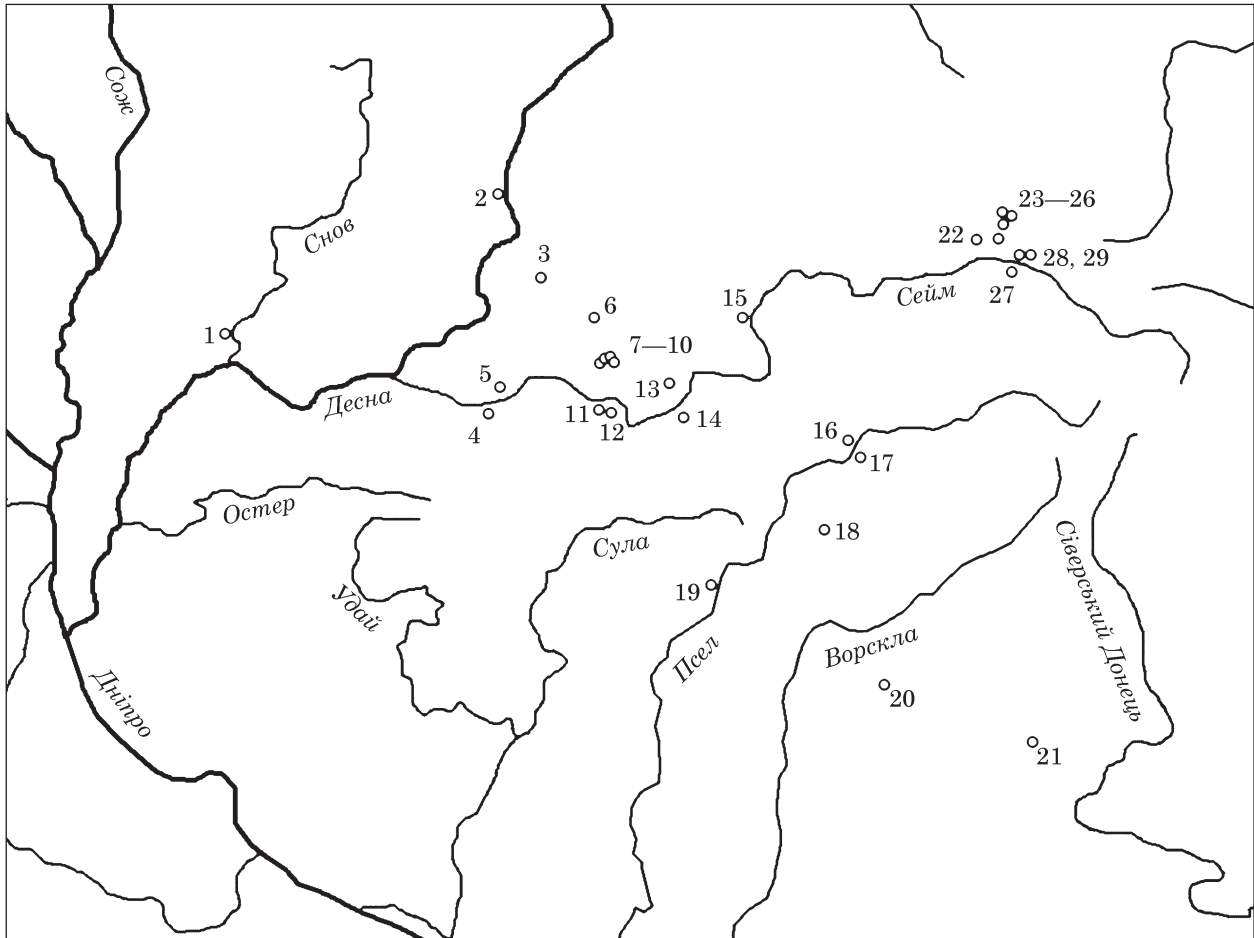 Сож
2
23—26
Снов
22
28, 29
3
27
Сейм
6
15
1
7—10
5
13
Десна
11
14
4
12
16
17
Остер
18
Сула
Сіверський Донець
19
Удай
Псел
Ворскла
Дніпро
20
21